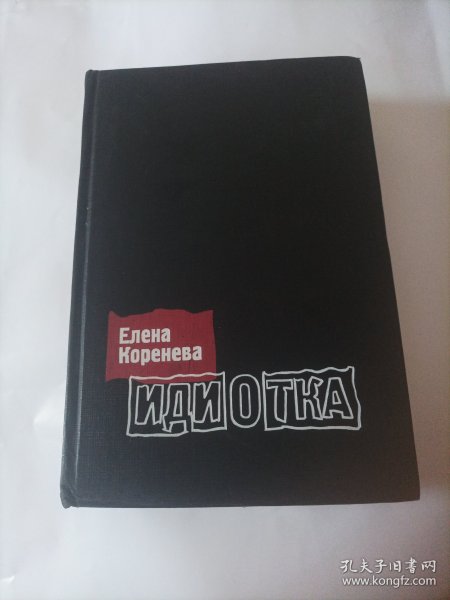 Елена
Коренева
ИДИОТКА
孔夫子旧书网
www.kongfz.com